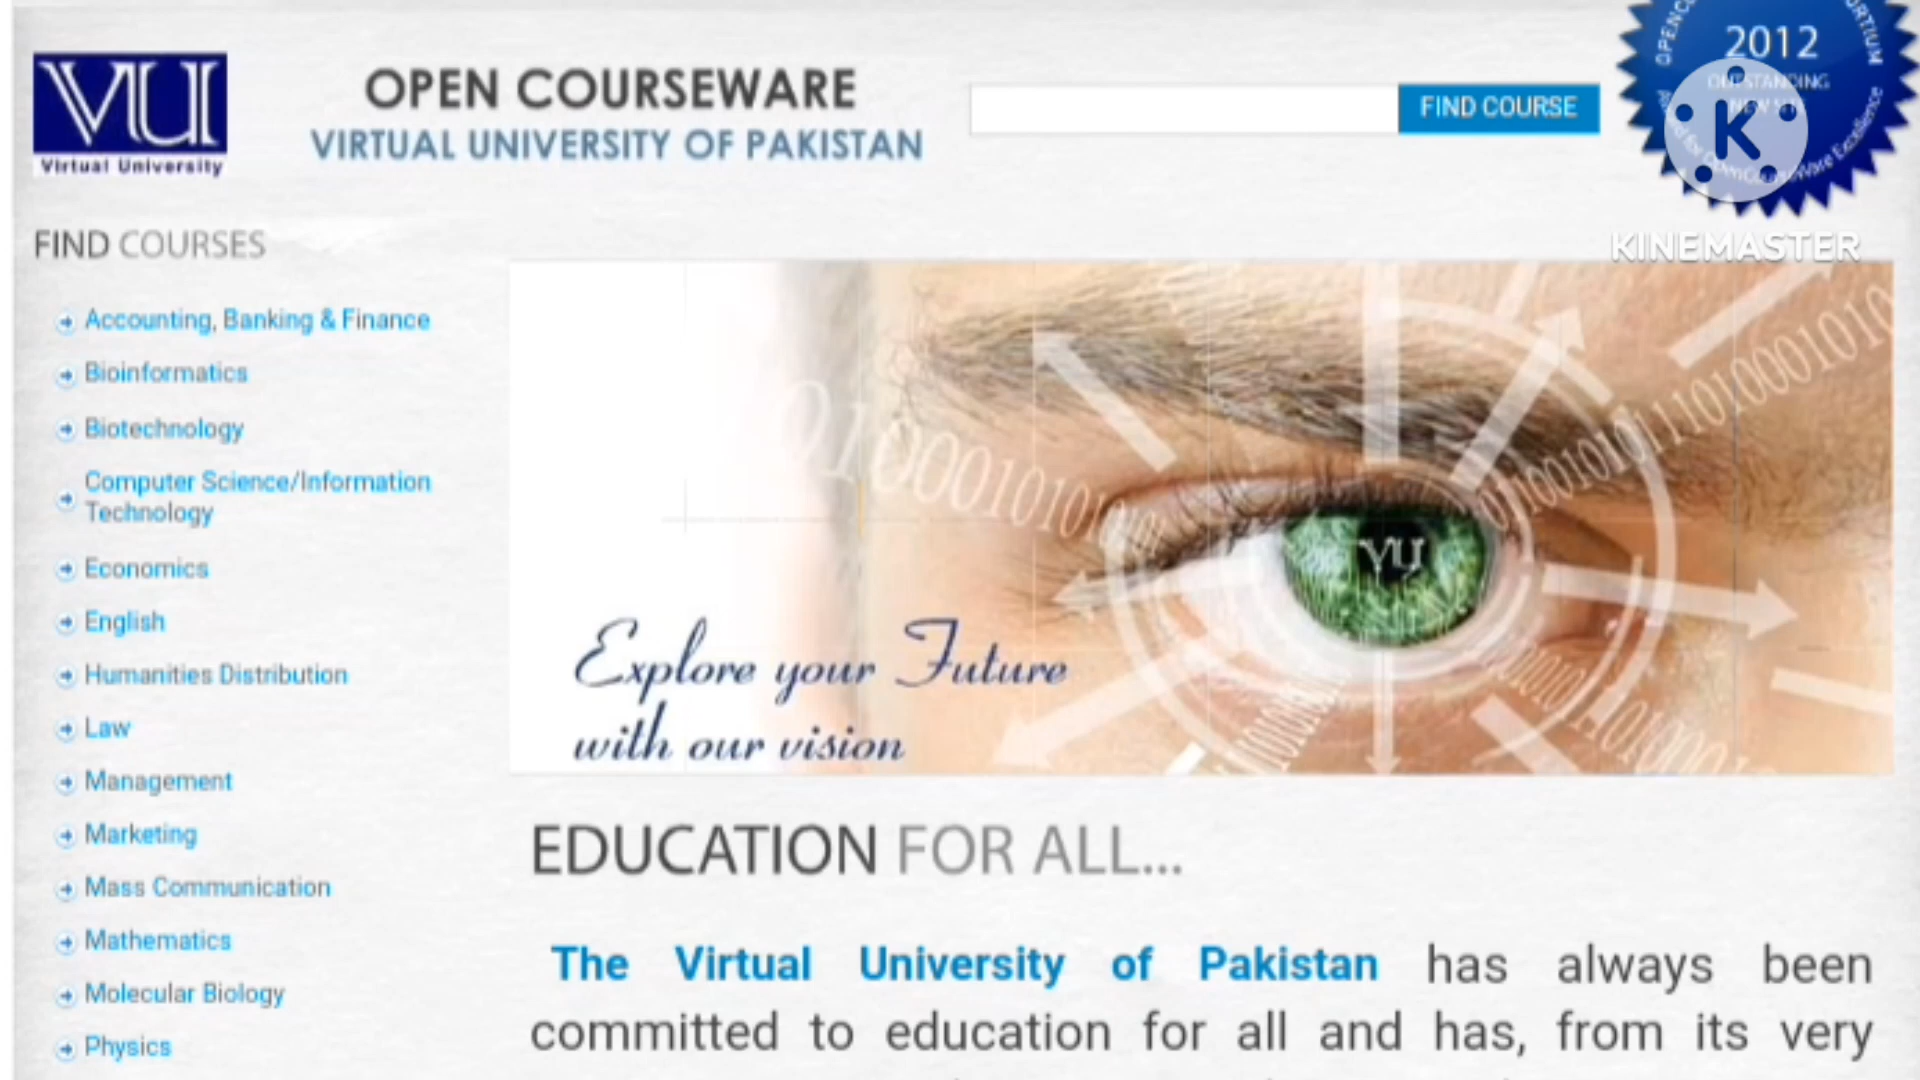 VU
Virtual University
OPEN COURSEWARE
VIRTUAL UNIVERSITY OF PAKISTAN
FIND COURSE
2012
OUTSTANDING
K
KINEMASTER
FIND COURSES
Accounting, Banking & Finance
Bioinformatics
Biotechnology
Computer Science/Information
Technology
Economics
English
Humanities Distribution
Law
Management
Marketing
Mass Communication
Mathematics
Molecular Biology
Physics
VU
Explore your Future
with our vision
EDUCATION FOR ALL...
The Virtual University of Pakistan has always been
committed to education for all and has, from its very